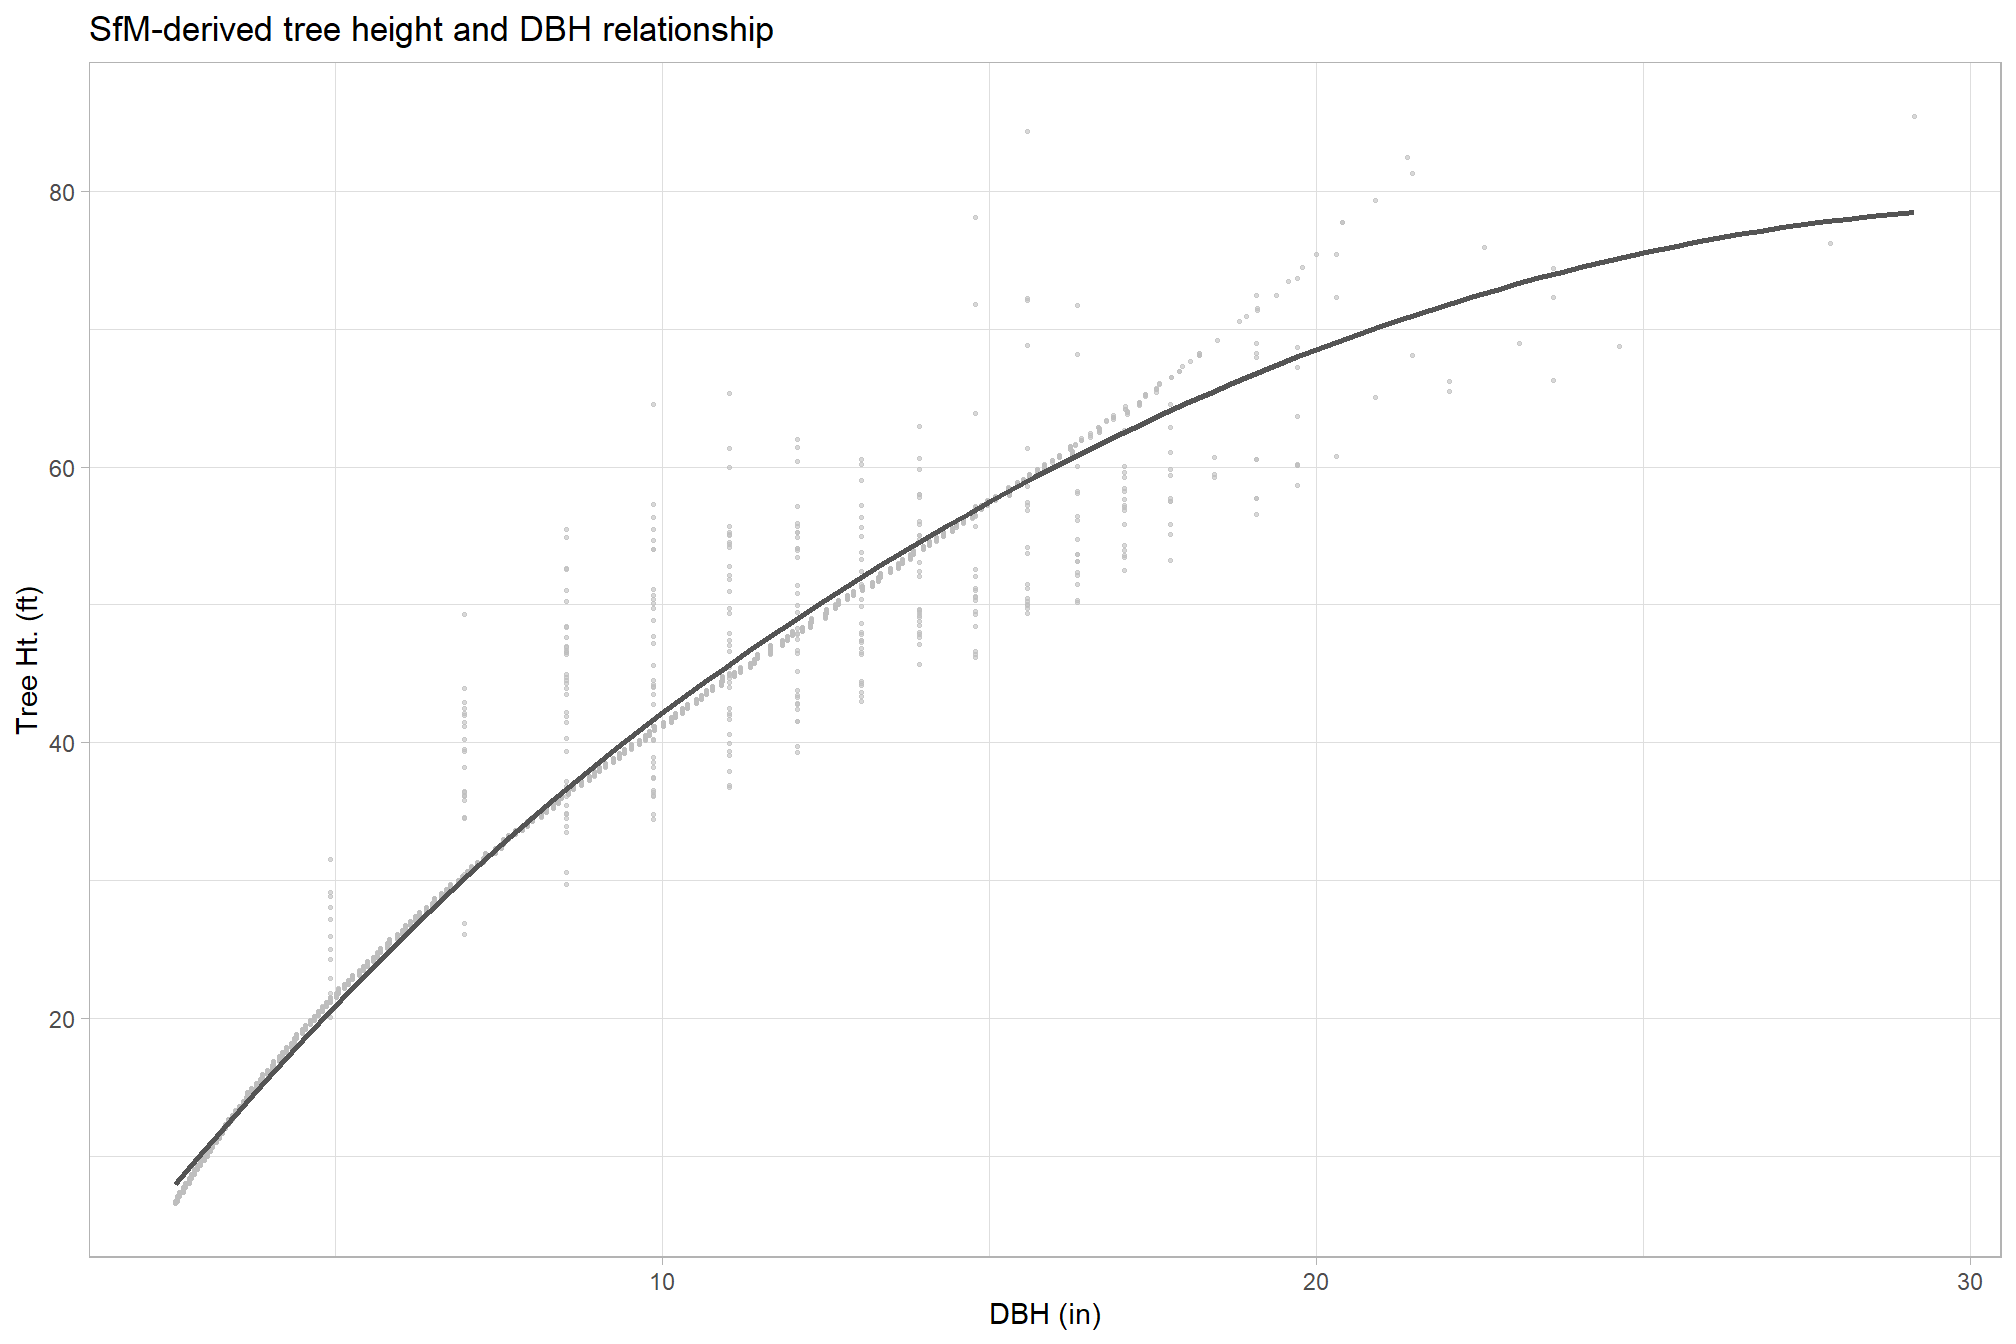 SfM-derived tree height and DBH relationship
Tree Ht. (ft)
80
60
40
20
10
20
30
DBH (in)